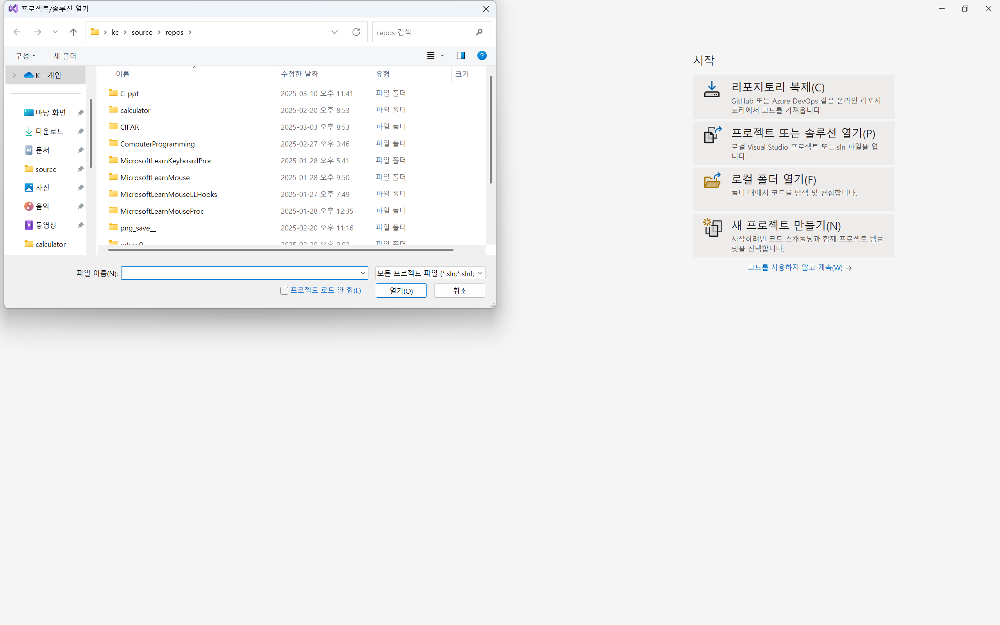 프로젝트/솔루션 열기
kc > source > repos >
repos 검색
구성
새 폴더
K - 개인
바탕 화면
다운로드
문서
source
사진
음악
동영상
calculator
이름 수정한 날짜 유형 크기
C_ppt 2025-03-10 오후 11:41 파일 폴더
calculator 2025-02-20 오후 8:53 파일 폴더
CIFAR 2025-03-03 오후 8:53 파일 폴더
ComputerProgramming 2025-02-27 오후 3:46 파일 폴더
MicrosoftLearnKeyboardProc 2025-01-28 오후 5:41 파일 폴더
MicrosoftLearnMouse 2025-01-28 오후 9:50 파일 폴더
MicrosoftLearnMouseLLHooks 2025-01-27 오후 7:49 파일 폴더
MicrosoftLearnMouseProc 2025-01-28 오후 12:35 파일 폴더
png_save__ 2025-02-20 오후 11:16 파일 폴더
return0 2025-02-20 오후 9:03 파일 폴더
파일 이름(N):
모든 프로젝트 파일 (*.sln;*.slnf;
프로젝트 로드 안 함(L)
열기(O)
취소
시작
리포지토리 복제(C)
GitHub 또는 Azure DevOps 같은 온라인 리포지
토리에서 코드를 가져옵니다.
프로젝트 또는 솔루션 열기(P)
로컬 Visual Studio 프로젝트 또는.sln 파일을 엽
니다.
로컬 폴더 열기(F)
폴더 내에서 코드를 탐색 및 편집합니다.
새 프로젝트 만들기(N)
시작하려면 코드 스캐폴딩과 함께 프로젝트 템플
릿을 선택합니다.
코드를 사용하지 않고 계속(W) →